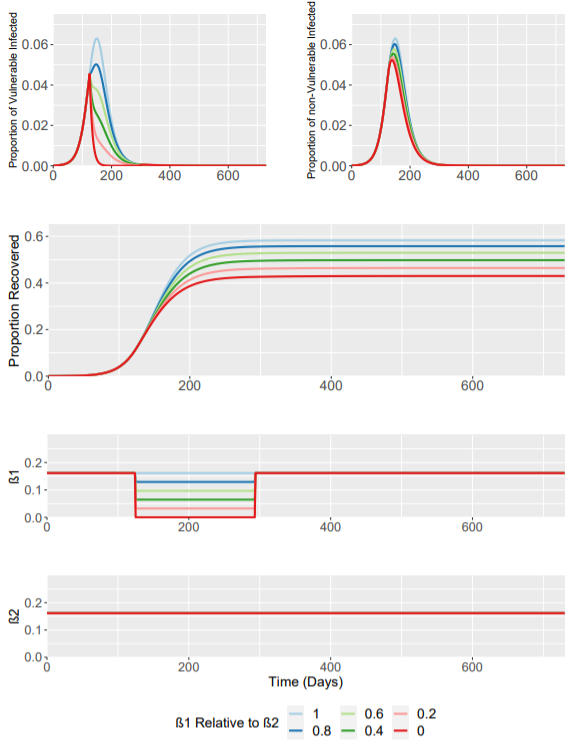 Proportion of Vulnerable Infected
0.06
0.04
0.02
0.00
0 200 400 600
Proportion of non-Vulnerable Infected
0.06
0.04
0.02
0.00
0 200 400 600
Proportion Recovered
0.6
0.4
0.2
0.0
0 200 400 600
ß1
0.2
0.1
0.0
0 200 400 600
ß2
0.2
0.1
0.0
0 200 400 600
Time (Days)
ß1 Relative to ß2
1 0.6 0.2
0.8 0.4 0